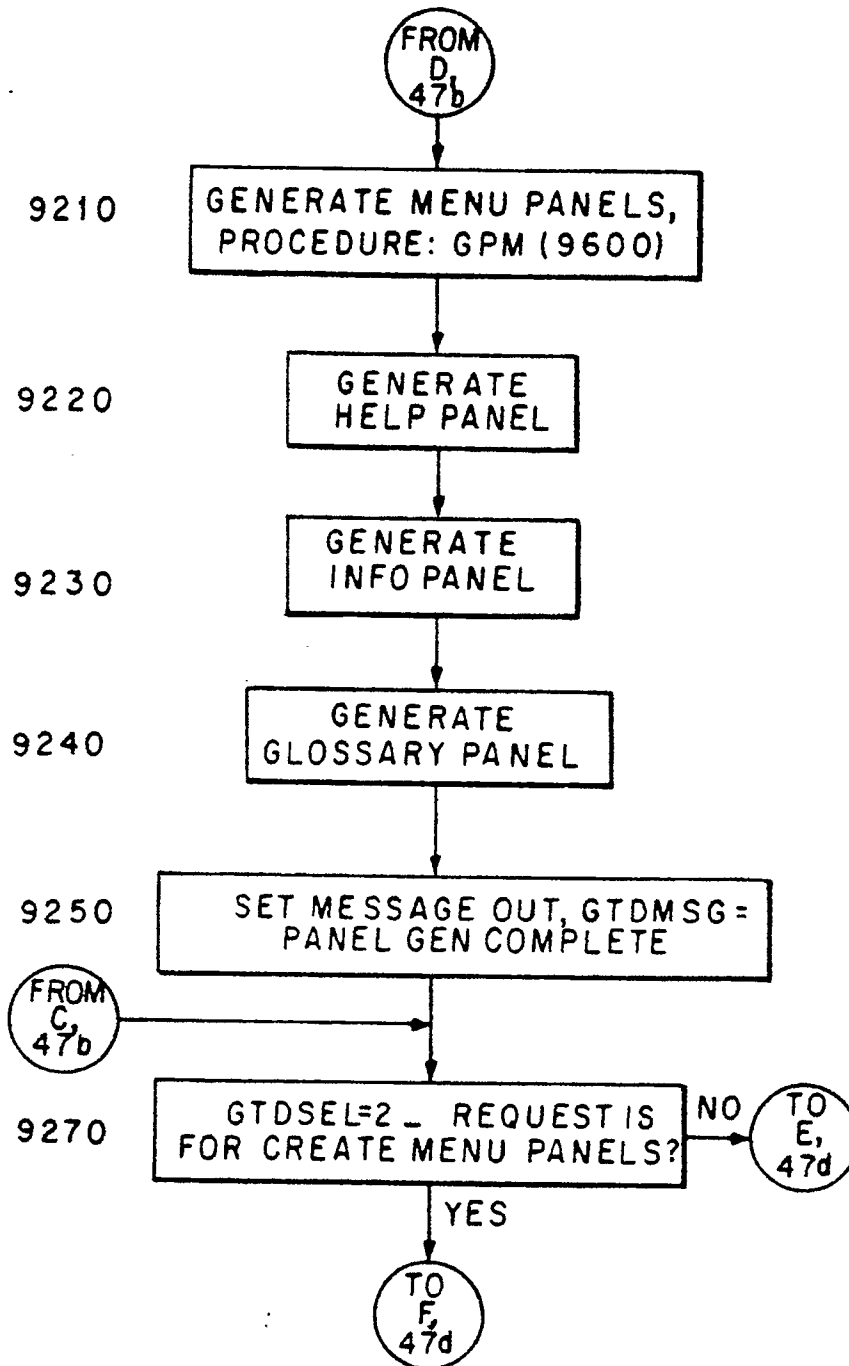 FROM
D,
47b
9210
GENERATE MENU PANELS,
PROCEDURE: GPM (9600)
9220
GENERATE
HELP PANEL
9230
GENERATE
INFO PANEL
9240
GENERATE
GLOSSARY PANEL
9250
SET MESSAGE OUT, GTDMSG =
PANEL GEN COMPLETE
FROM
C,
47b
9270
GTDSEL=2 _ REQUEST IS
FOR CREATE MENU PANELS?
NO
TO
E,
47d
YES
TO
F,
47d